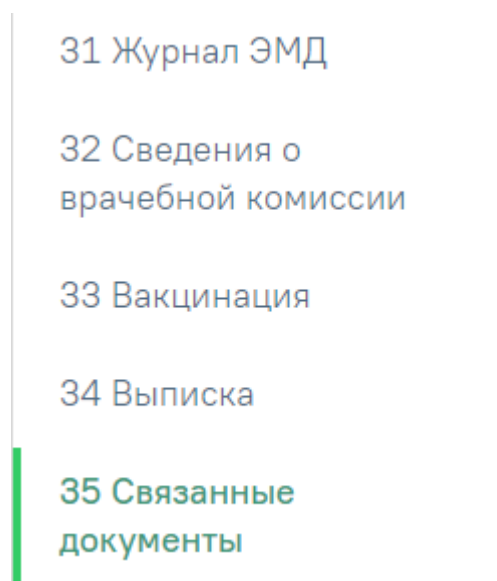 31 Журнал ЭМД
32 Сведения о
врачебной комиссии
33 Вакцинация
34 Выписка
35 Связанные
документы